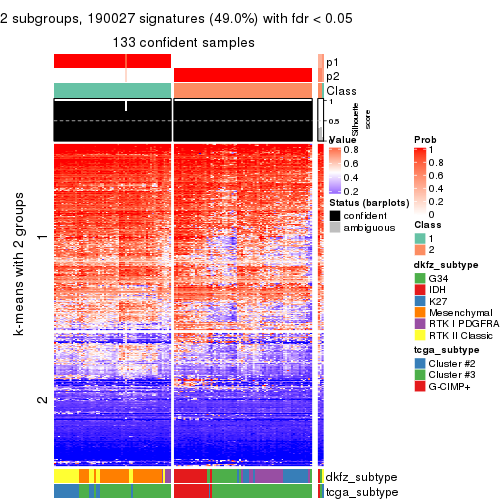 2 subgroups, 190027 signatures (49.0%) with fdr < 0.05
133 confident samples
p1
p2
Class
1
0.5
0
Silhouette
score
k-means with 2 groups
1
2
Value
0.8
0.6
0.4
0.2
Status (barplots)
confident
ambiguous
Prob
1
0.8
0.6
0.4
0.2
0
Class
1
2
dkfz_subtype
G34
IDH
K27
Mesenchymal
RTK I PDGFRA
RTK II Classic
tcga_subtype
Cluster #2
Cluster #3
G-CIMP+
dkfz_subtype
tcga_subtype